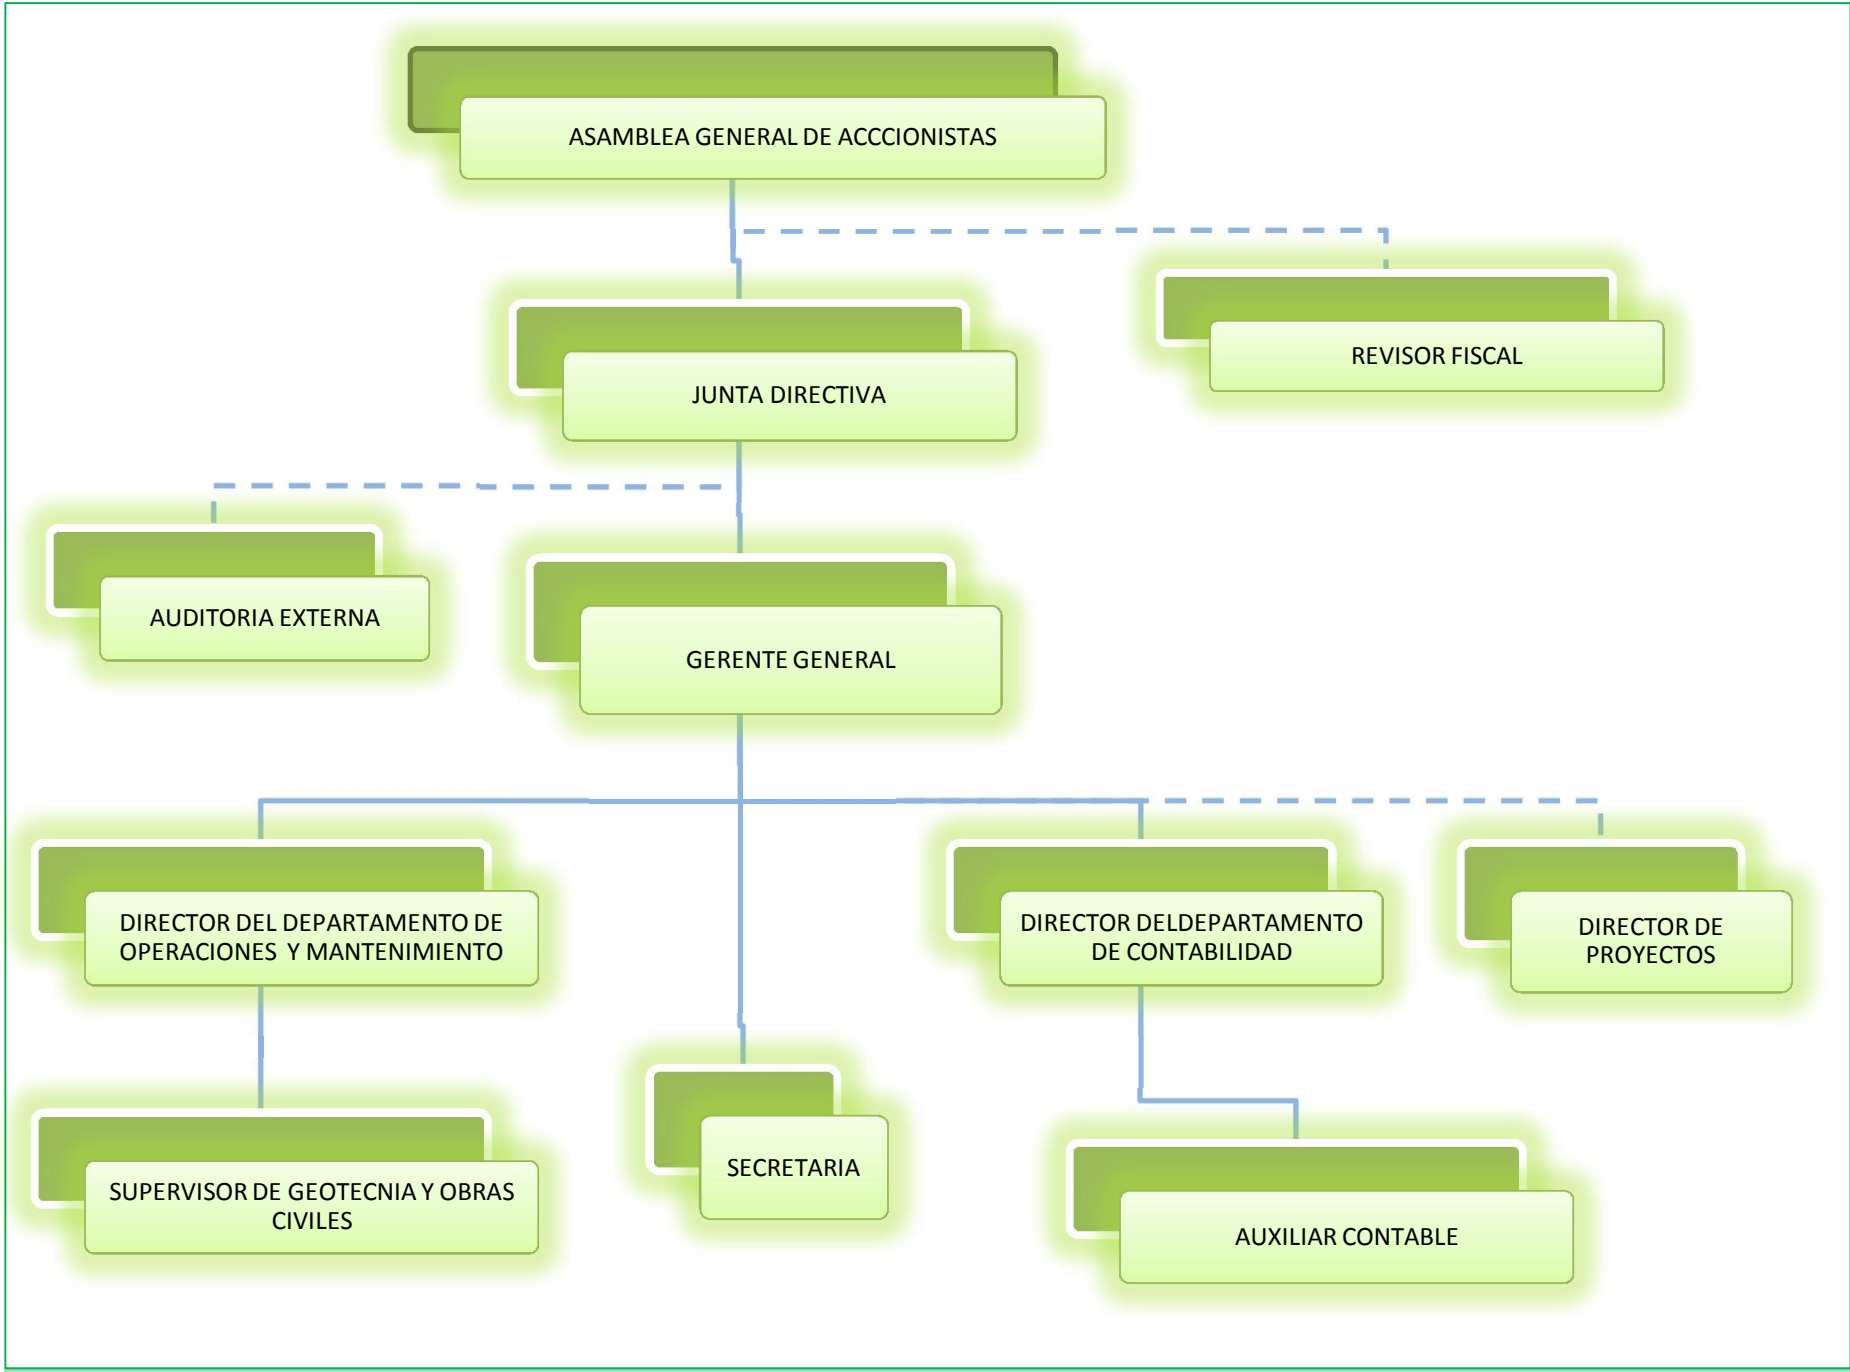 ASAMBLEA GENERAL DE ACCCIONISTAS
REVISOR FISCAL
JUNTA DIRECTIVA
AUDITORIA EXTERNA
GERENTE GENERAL
DIRECTOR DEL DEPARTAMENTO DE
OPERACIONES Y MANTENIMIENTO
DIRECTOR DELDEPARTAMENTO
DE CONTABILIDAD
DIRECTOR DE
PROYECTOS
SUPERVISOR DE GEOTECNIA Y OBRAS
CIVILES
SECRETARIA
AUXILIAR CONTABLE